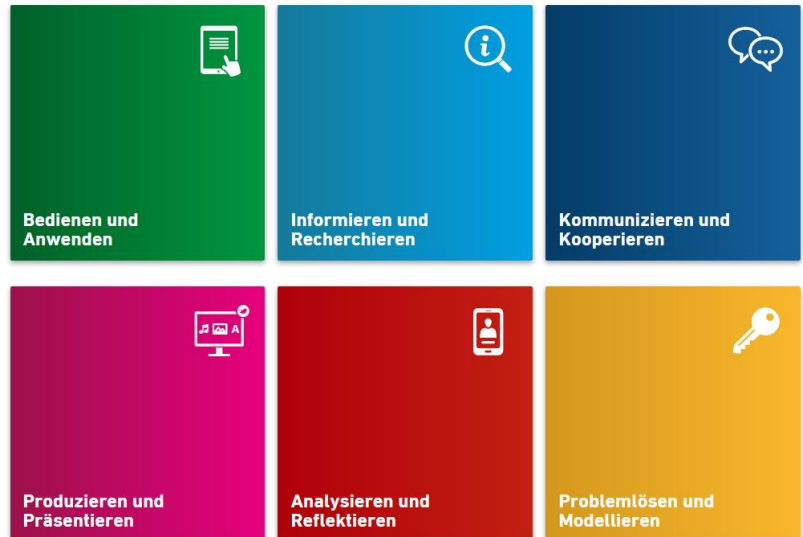 Bedienen und
Anwenden
Informieren und
Recherchieren
Kommunizieren und
Kooperieren
Produzieren und
Präsentieren
Analysieren und
Reflektieren
Problemlösen und
Modellieren